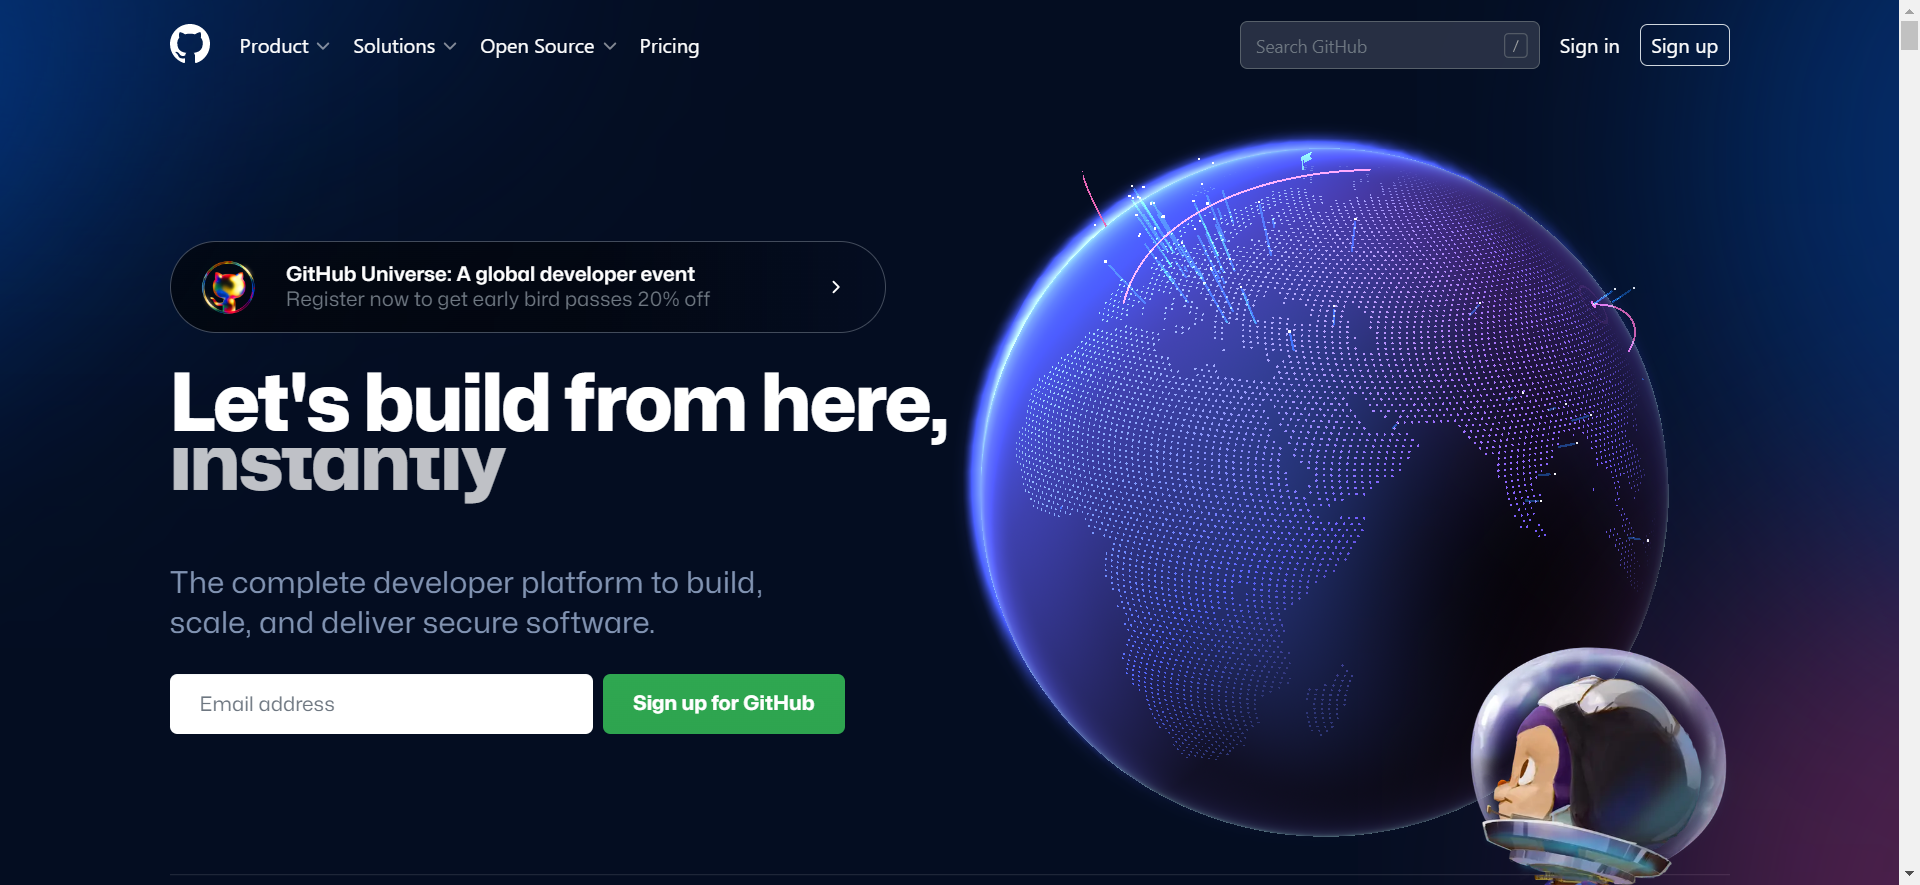 Product
Solutions
Open Source
Pricing
Search GitHub
/
Sign in
Sign up
GitHub Universe: A global developer event
Register now to get early bird passes 20% off
Let's build from here,
instantly
The complete developer platform to build,
scale, and deliver secure software.
Email address
Sign up for GitHub